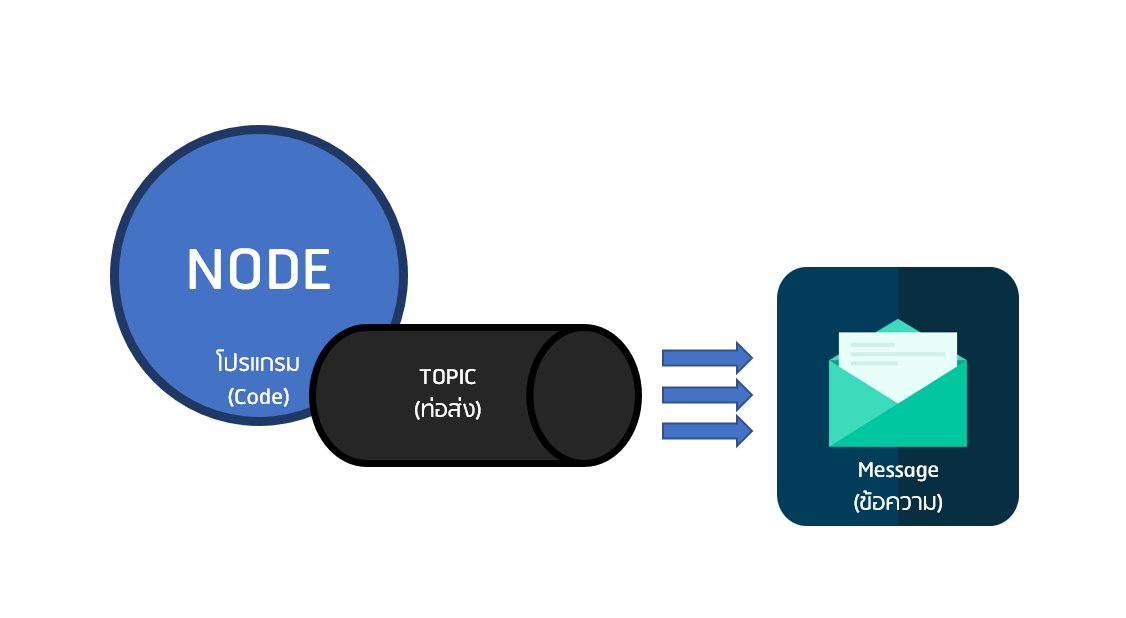 NODE
โปรแกรม
(Code)
TOPIC
(ท่อส่ง)
Message
(ข้อความ)